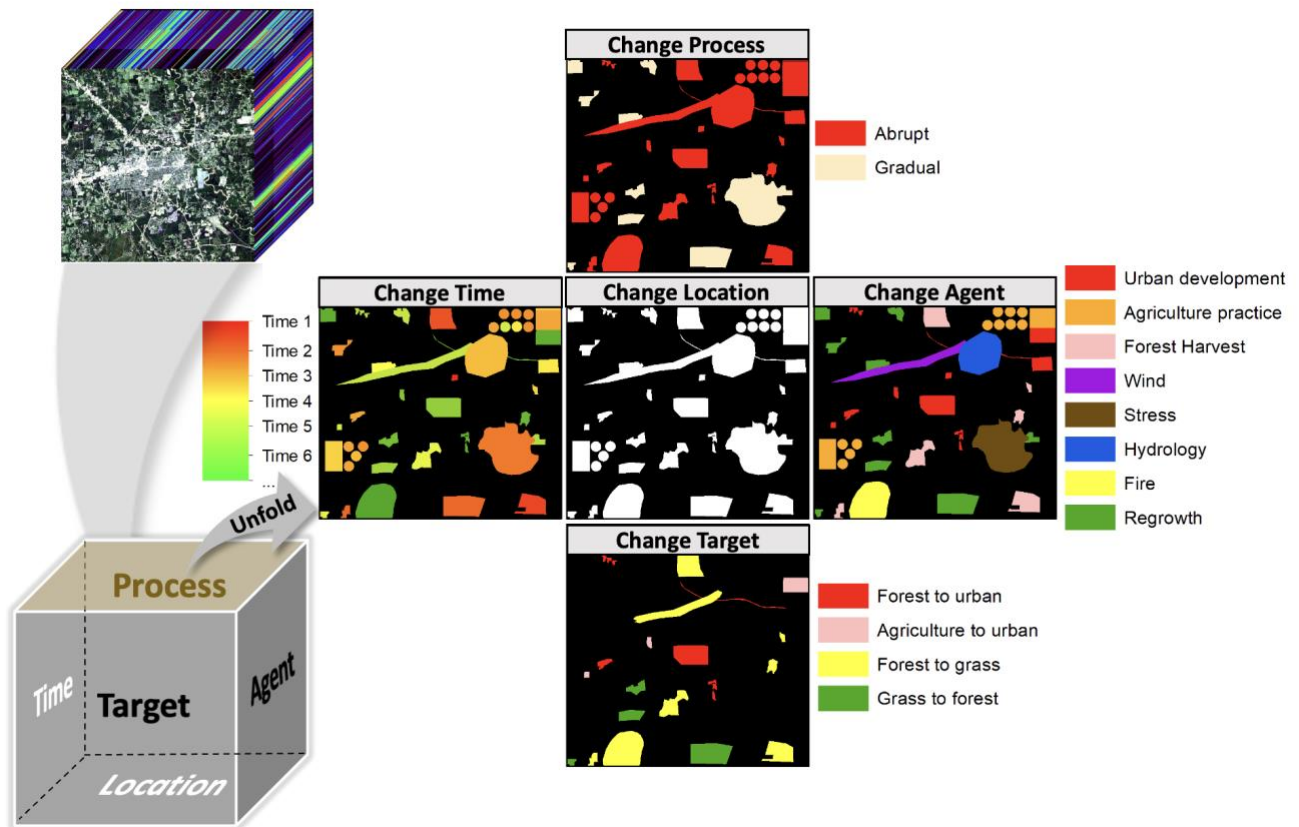 Change Process
Abrupt
Gradual
Change Time
Change Location
Change Agent
Time 1
Time 2
Time 3
Time 4
Time 5
Time 6
...
Urban development
Agriculture practice
Forest Harvest
Wind
Stress
Hydrology
Fire
Regrowth
Unfold
Change Target
Forest to urban
Agriculture to urban
Forest to grass
Grass to forest
Process
Time
Target
Agent
Location